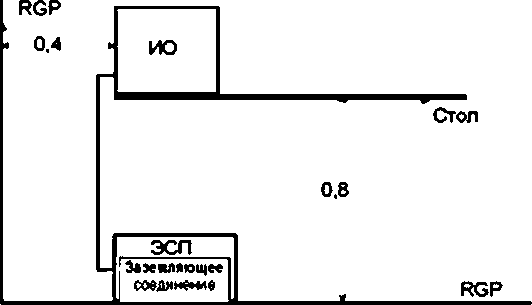 RGP
0,4
ИО
Стол
0,8
ЭСП
Заземляющее
соединение
RGP